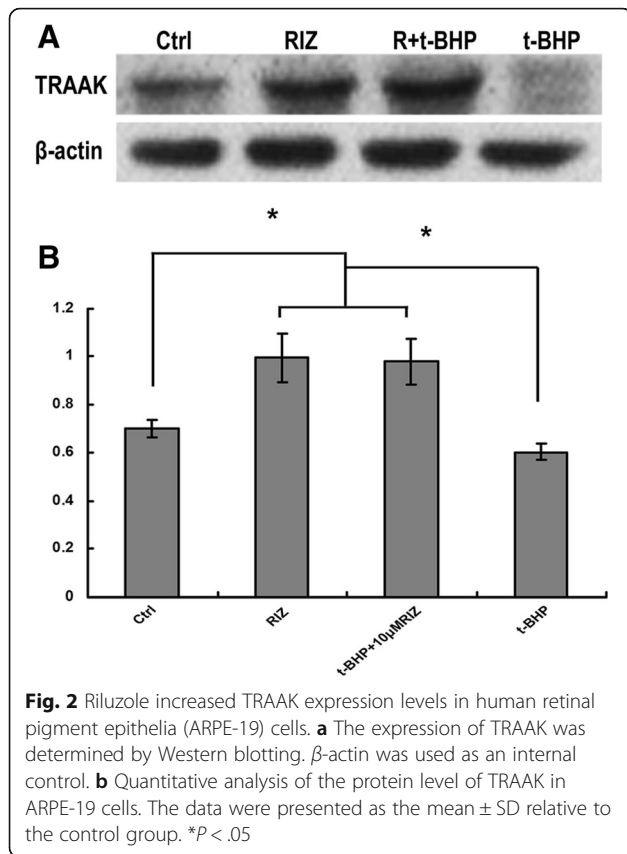 A
Ctrl RIZ R+t-BHP t-BHP
TRAAK
β-actin
* *
B
1.2
1
0.8
0.6
0.4
0.2
0
Ctrl RIZ t-BHP+10μMRIZ t-BHP
Fig. 2 Riluzole increased TRAAK expression levels in human retinal
pigment epithelia (ARPE-19) cells. a The expression of TRAAK was
determined by Western blotting. β-actin was used as an internal
control. b Quantitative analysis of the protein level of TRAAK in
ARPE-19 cells. The data were presented as the mean ± SD relative to
the control group. *P < .05